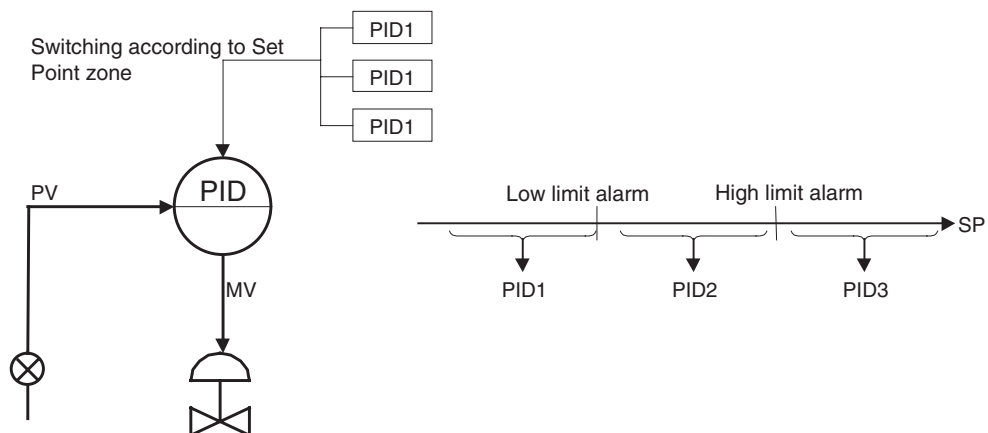 PID1
Switching according to Set
Point zone
PID1
PID1
PV
PID
Low limit alarm
High limit alarm
SP
PID1
PID2
PID3
MV